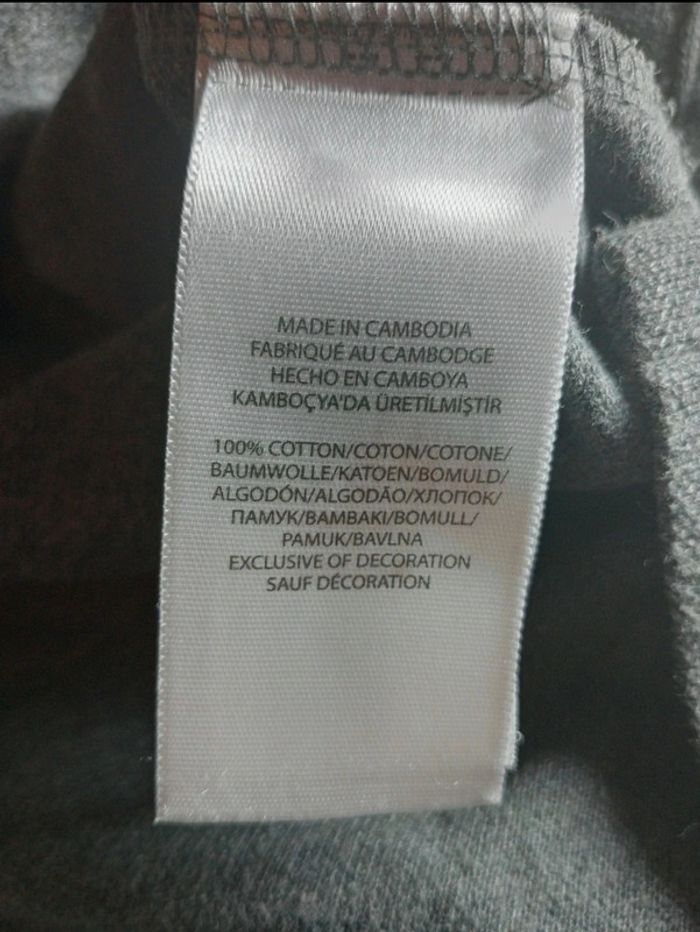 MADE IN CAMBODIA
FABRIQUÉ AU CAMBODGE
HECHO EN CAMBOYA
KAMBOÇYA'DA ÜRETİLMİŞTİR
100% COTTON/COTON/COTONE/
BAUMWOLLE/KATOEN/BOMULD/
ALGODÓN/ALGODÃO/ХЛОПОК/
ПАМУК/BAMBAKI/BOMULL/
PAMUK/BAVLNA
EXCLUSIVE OF DECORATION
SAUF DÉCORATION